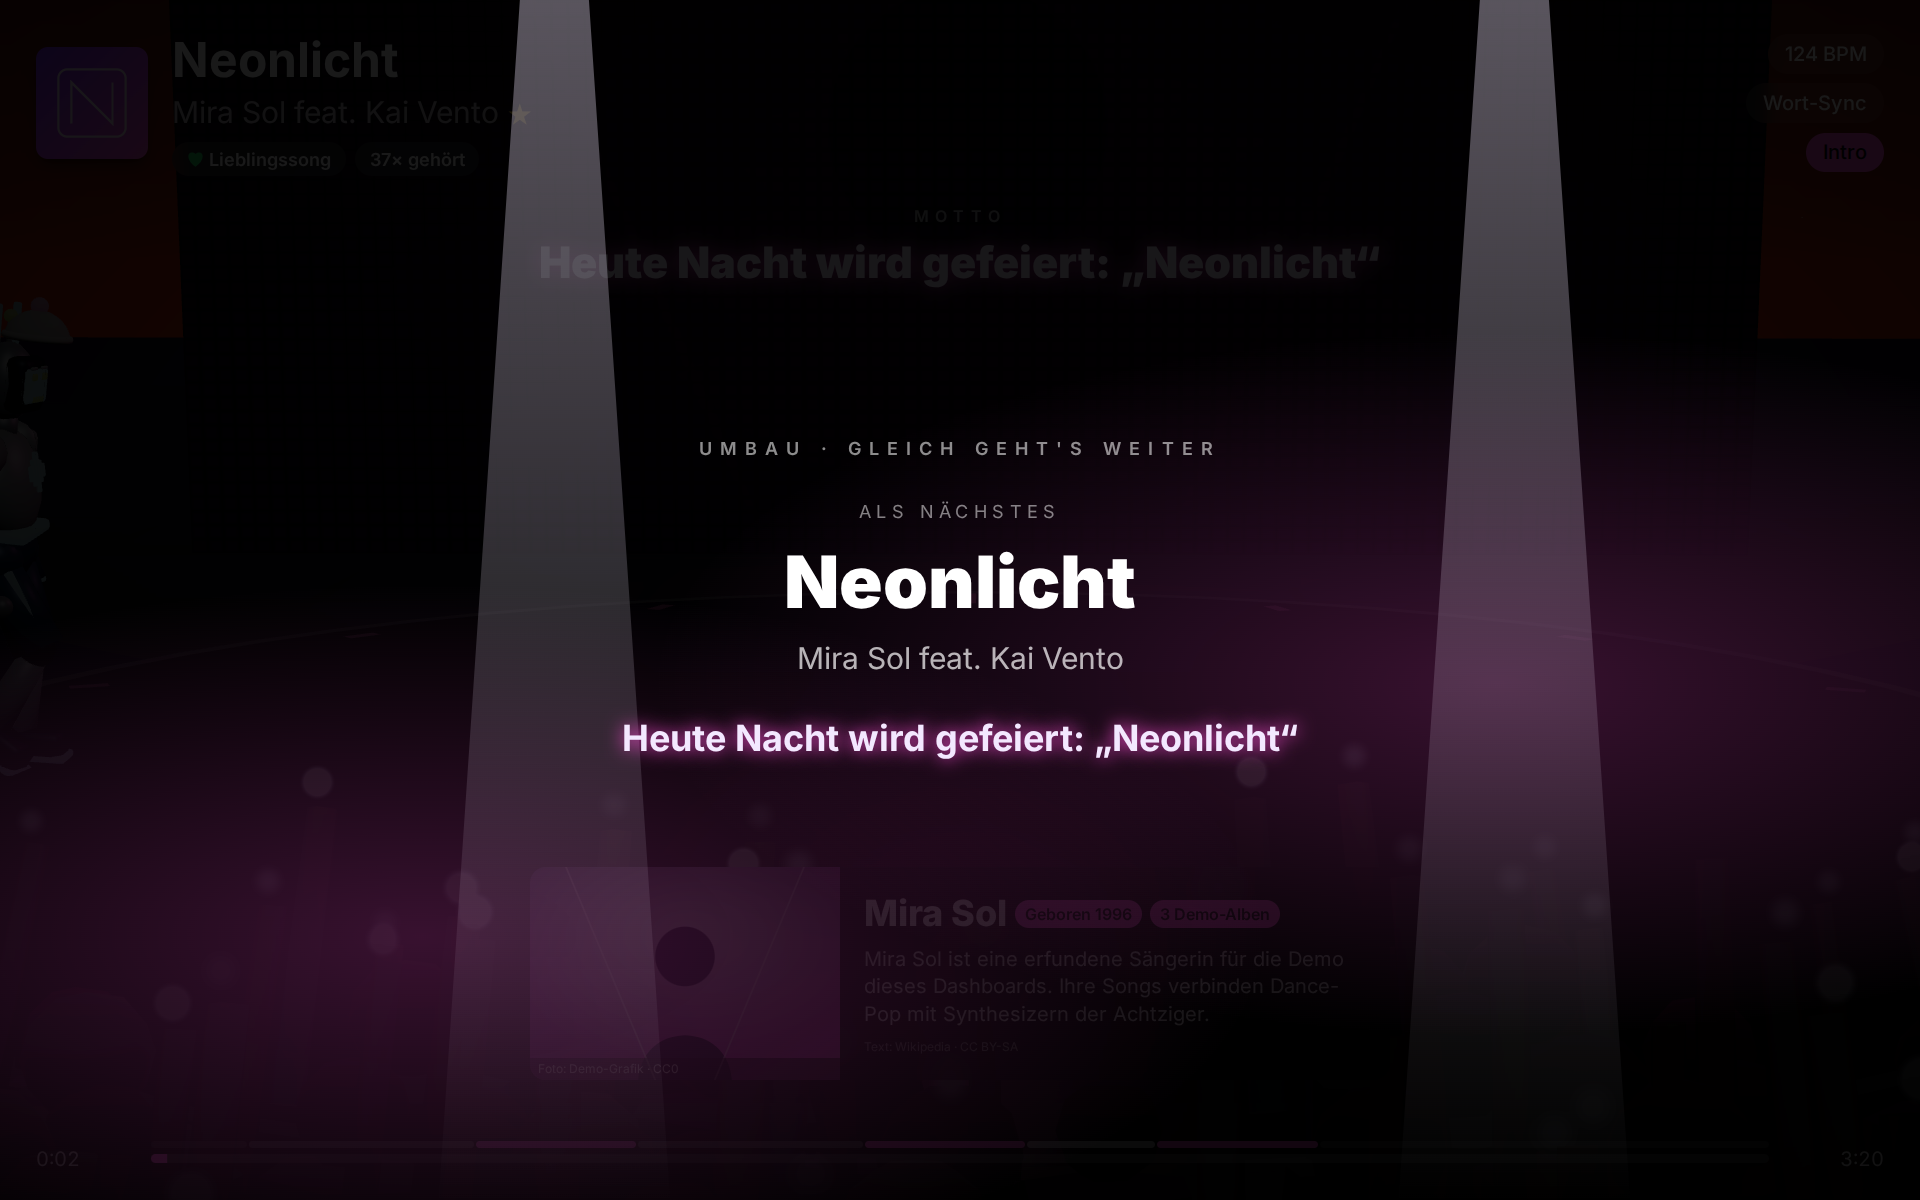 Neonlicht
Mira Sol feat. Kai Vento ★
Lieblingssong
37× gehört
124 BPM
Wort-Sync
Intro
MOTTO
Heute Nacht wird gefeiert: „Neonlicht“
UMBAU · GLEICH GEHT'S WEITER
ALS NÄCHSTES
Neonlicht
Mira Sol feat. Kai Vento
Heute Nacht wird gefeiert: „Neonlicht“
Mira Sol
Geboren 1996
3 Demo-Alben
Mira Sol ist eine erfundene Sängerin für die Demo
dieses Dashboards. Ihre Songs verbinden Dance-
Pop mit Synthesizern der Achtziger.
Text: Wikipedia · CC BY-SA
Foto: Demo-Grafik · CC0
0:02
3:20